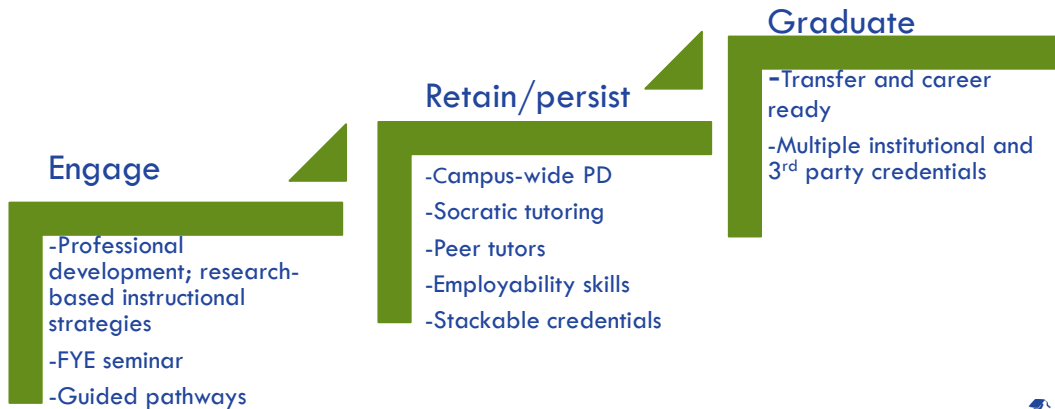 Engage
-Professional
development; research-
based instructional
strategies
-FYE seminar
-Guided pathways
Retain/persist
-Campus-wide PD
-Socratic tutoring
-Peer tutors
-Employability skills
-Stackable credentials
Graduate
-Transfer and career
ready
-Multiple institutional and
3rd party credentials